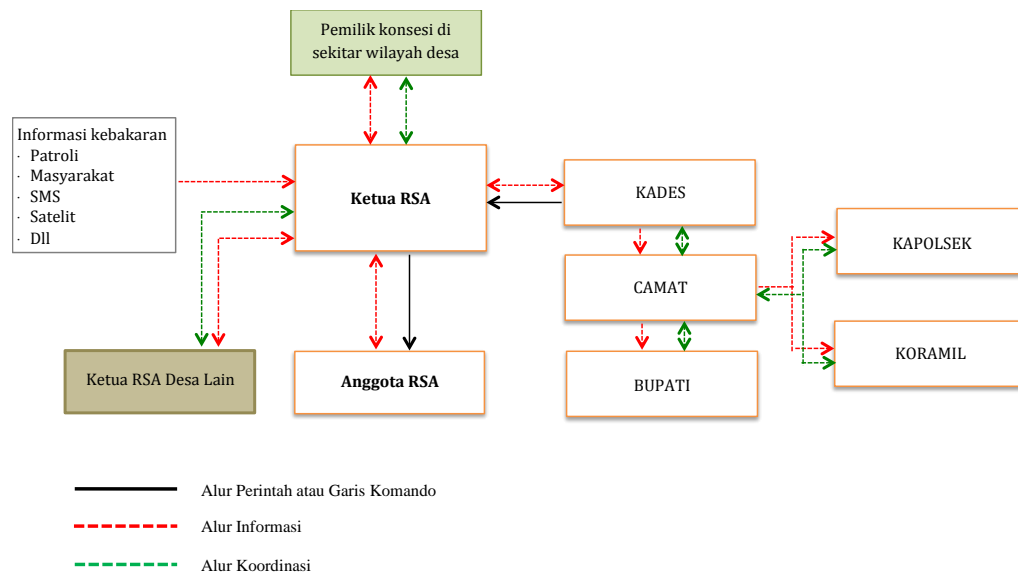 Pemilik konsesi di
sekitar wilayah desa
Informasi kebakaran
· Patroli
· Masyarakat
· SMS
· Satelit
· Dll
Ketua RSA
KADES
KAPOLSEK
CAMAT
KORAMIL
Ketua RSA Desa Lain
Anggota RSA
BUPATI
Alur Perintah atau Garis Komando
Alur Informasi
Alur Koordinasi